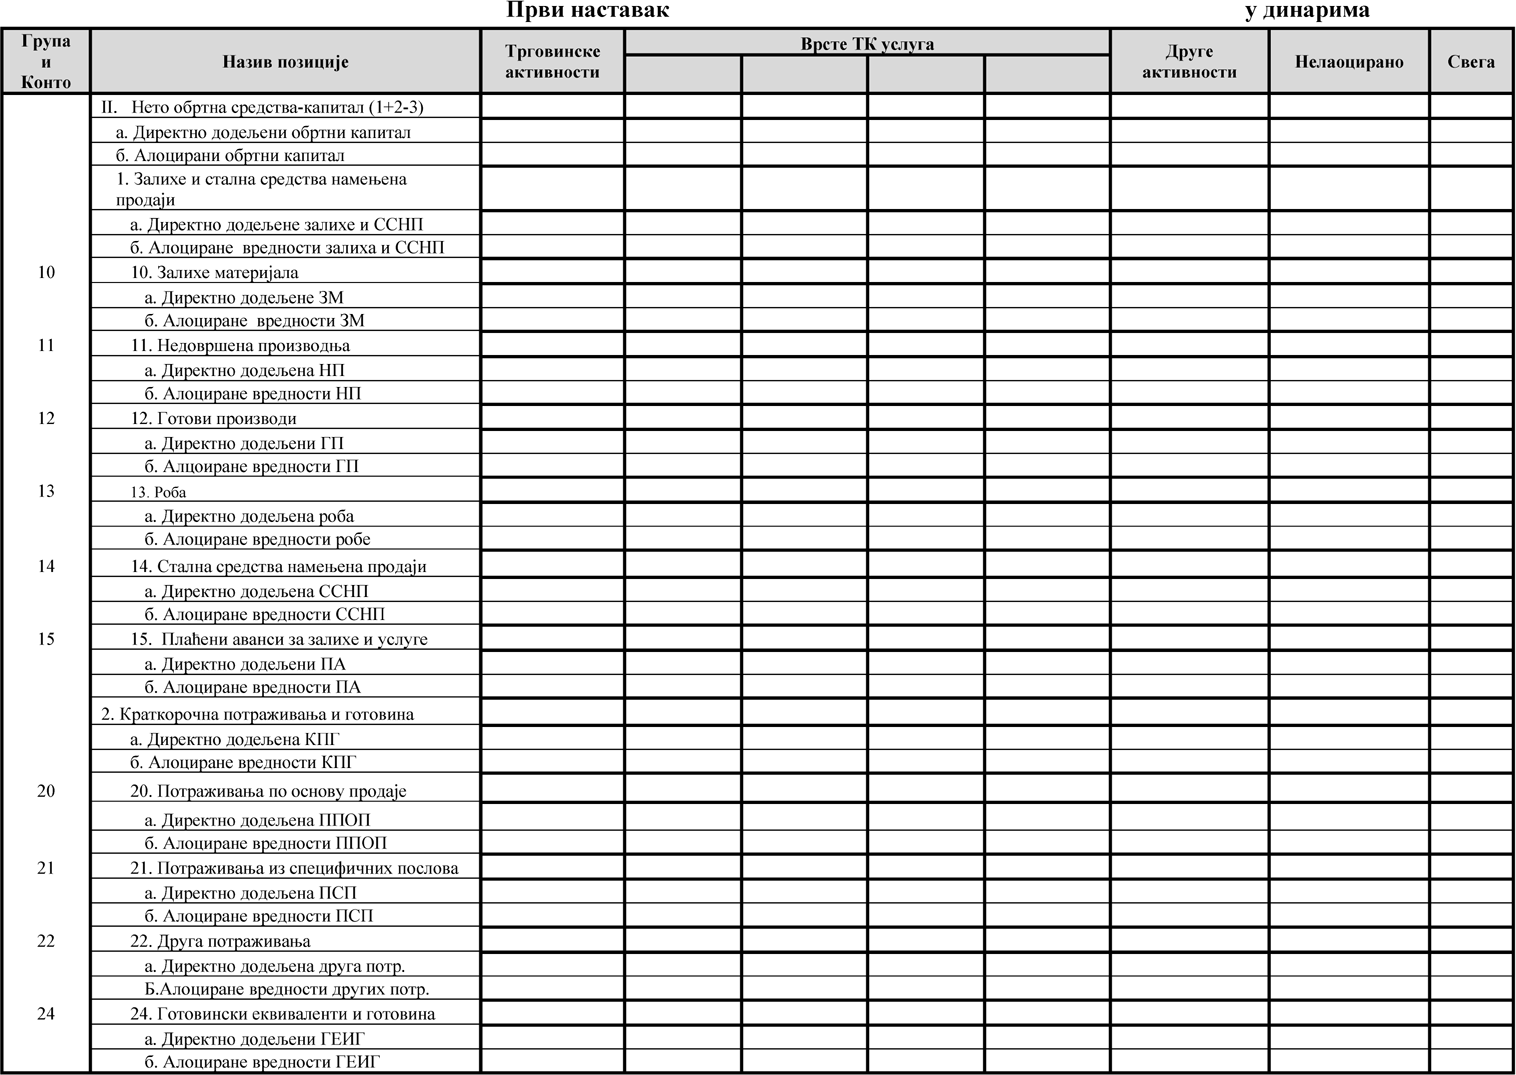 Први наставак у динарима
Група и Конто Назив позиције Трговинске активности Врсте ТК услуга Друге активности Нелаоцирано Свега
II. Нето обртна средства-капитал (1+2-3)
а. Директно додељени обртни капитал
б. Алоцирани обртни капитал
1. Залихе и стална средства намењена
продаји
а. Директно додељене залихе и ССНП
б. Алоциране вредности залиха и ССНП
10 10. Залихе материјала
а. Директно додељене ЗМ
б. Алоциране вредности ЗМ
11 11. Недовршена производња
а. Директно додељена НП
б. Алоциране вредности НП
12 12. Готови производи
а. Директно додељени ГП
б. Алцоиране вредности ГП
13 13. Роба
а. Директно додељена роба
б. Алоциране вредности робе
14 14. Стална средства намењена продаји
а. Директно додељена ССНП
б. Алоциране вредности ССНП
15 15. Плаћени аванси за залихе и услуге
а. Директно додељени ПА
б. Алоциране вредности ПА
2. Краткорочна потраживања и готовина
а. Директно додељена КПГ
б. Алоциране вредности КПГ
20 20. Потраживања по основу продаје
а. Директно додељена ППОП
б. Алоциране вредности ППОП
21 21. Потраживања из специфичних послова
а. Директно додељена ПСП
б. Алоциране вредности ПСП
22 22. Друга потраживања
а. Директно додељена друга потр.
Б.Алоциране вредности других потр.
24 24. Готовински еквиваленти и готовина
а. Директно додељени ГЕИГ
б. Алоциране вредности ГЕИГ